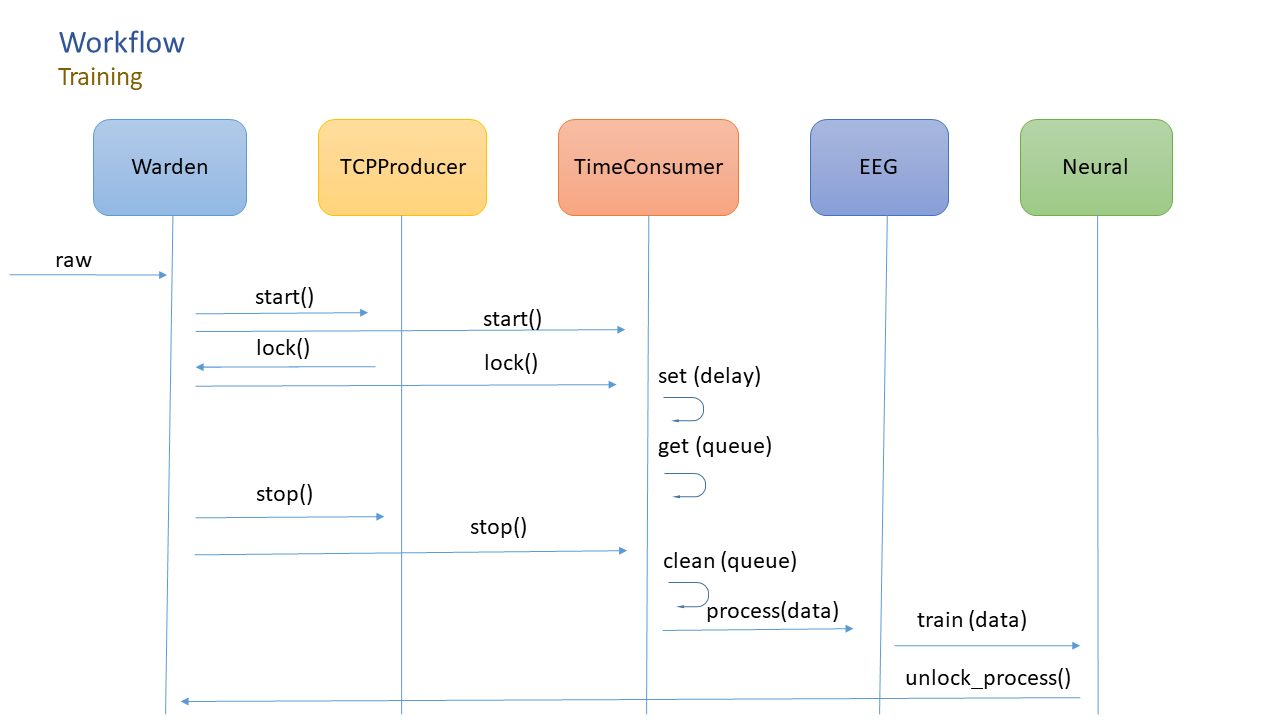 Workflow
Training
Warden
TCPProducer
TimeConsumer
EEG
Neural
raw
start()
start()
lock()
lock()
set (delay)
get (queue)
stop()
stop()
clean (queue)
process(data)
train (data)
unlock_process()